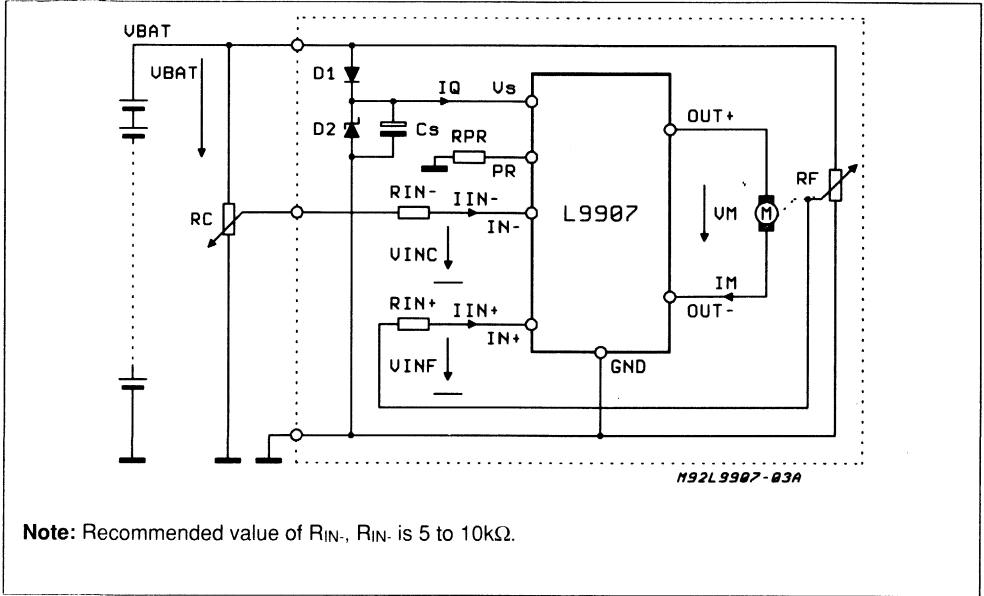 VBAT
VBAT
D1
IQ
Vs
OUT+
D2
Cs
RPR
PR
RF
RC
RIN-
IIN-
IN-
L9907
VM
M
VINC
RIN+
IIN+
IN+
IM
OUT-
VINF
GND
M92L9907-03A
Note: Recommended value of RIN-, RIN- is 5 to 10kΩ.